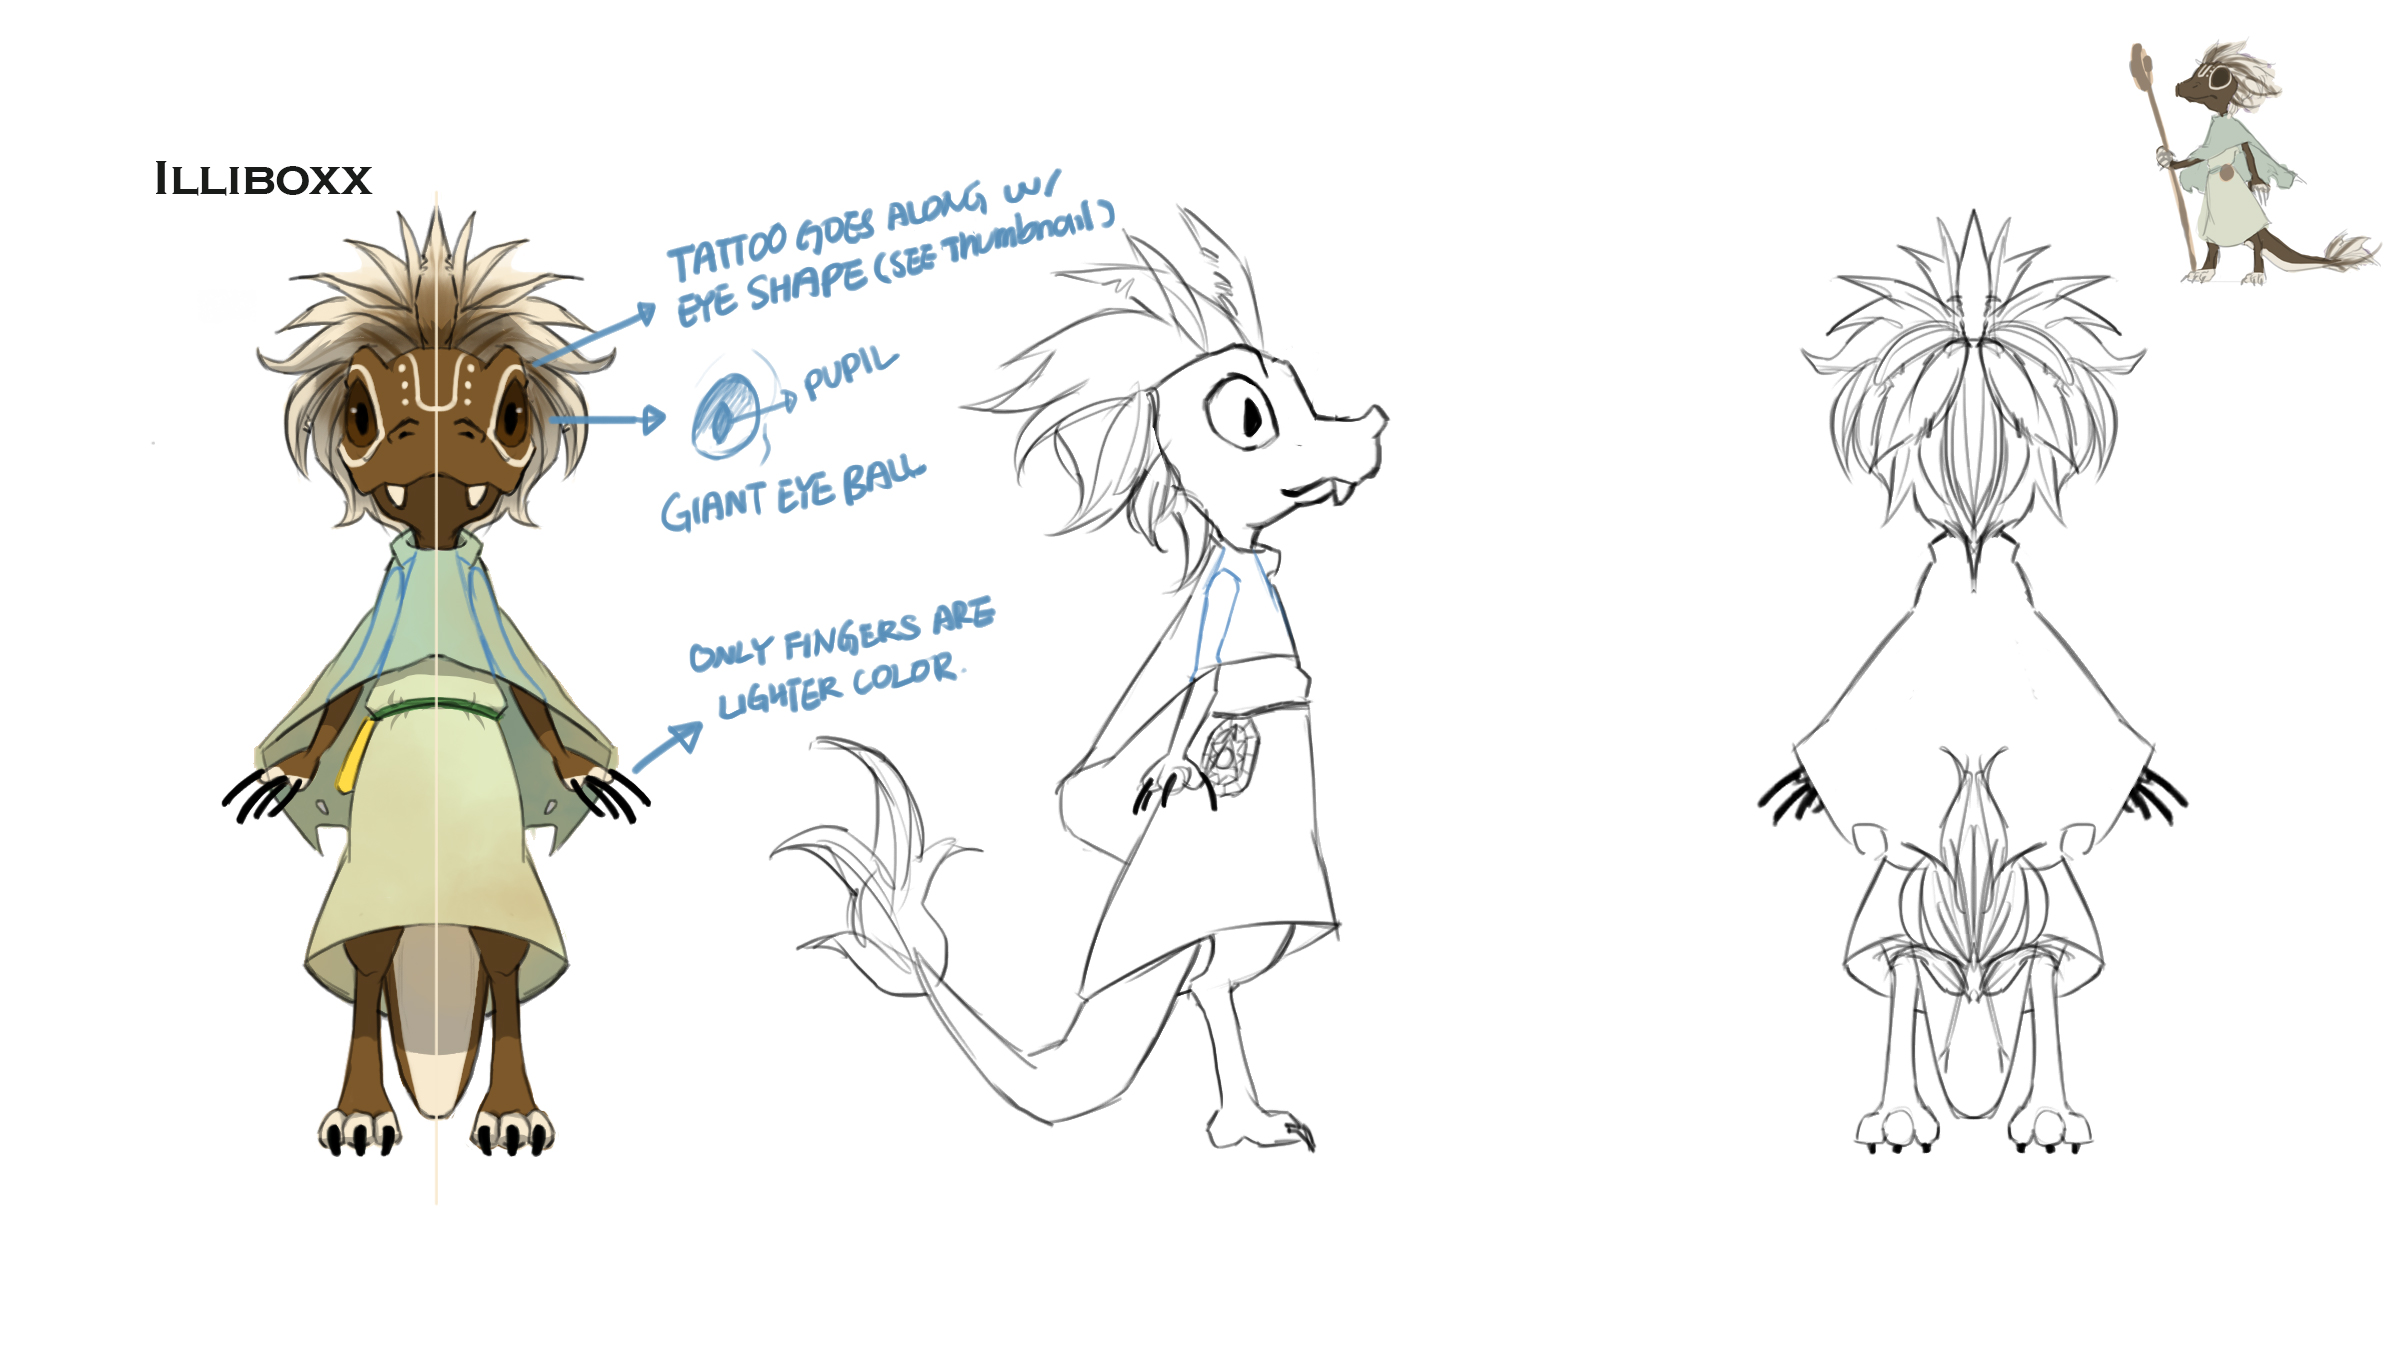 ILLIBOXX
TATTOO GOES ALONG W/
EYE SHAPE (SEE Thumbnail)
PUPIL
GIANT EYE BALL
ONLY FINGERS ARE
LIGHTER COLOR.